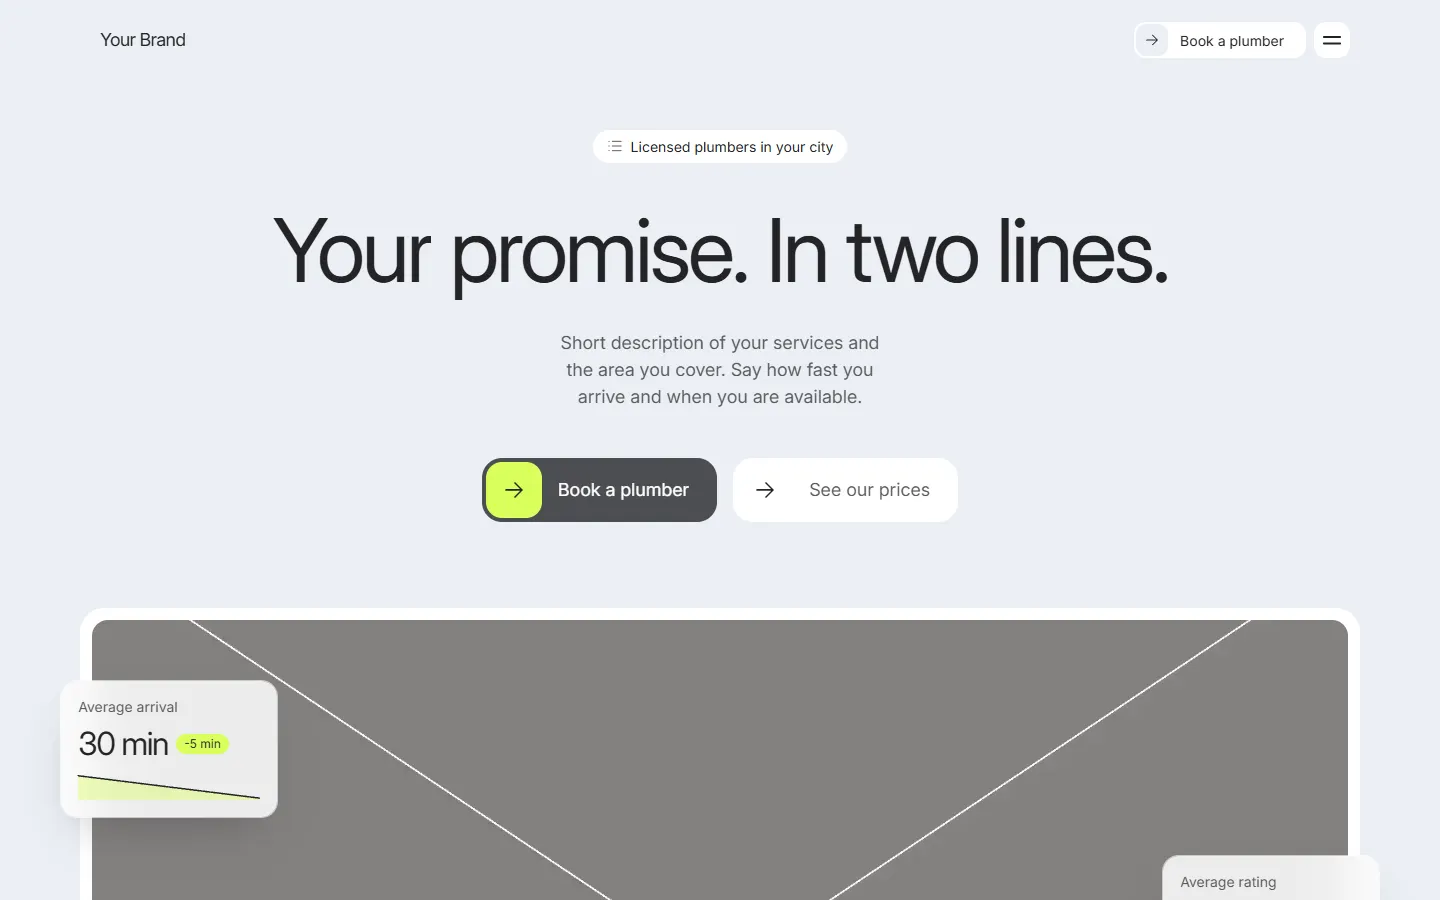 Your Brand
Book a plumber
Licensed plumbers in your city
Your promise. In two lines.
Short description of your services and
the area you cover. Say how fast you
arrive and when you are available.
Book a plumber
See our prices
Average arrival
30 min -5 min
Average rating